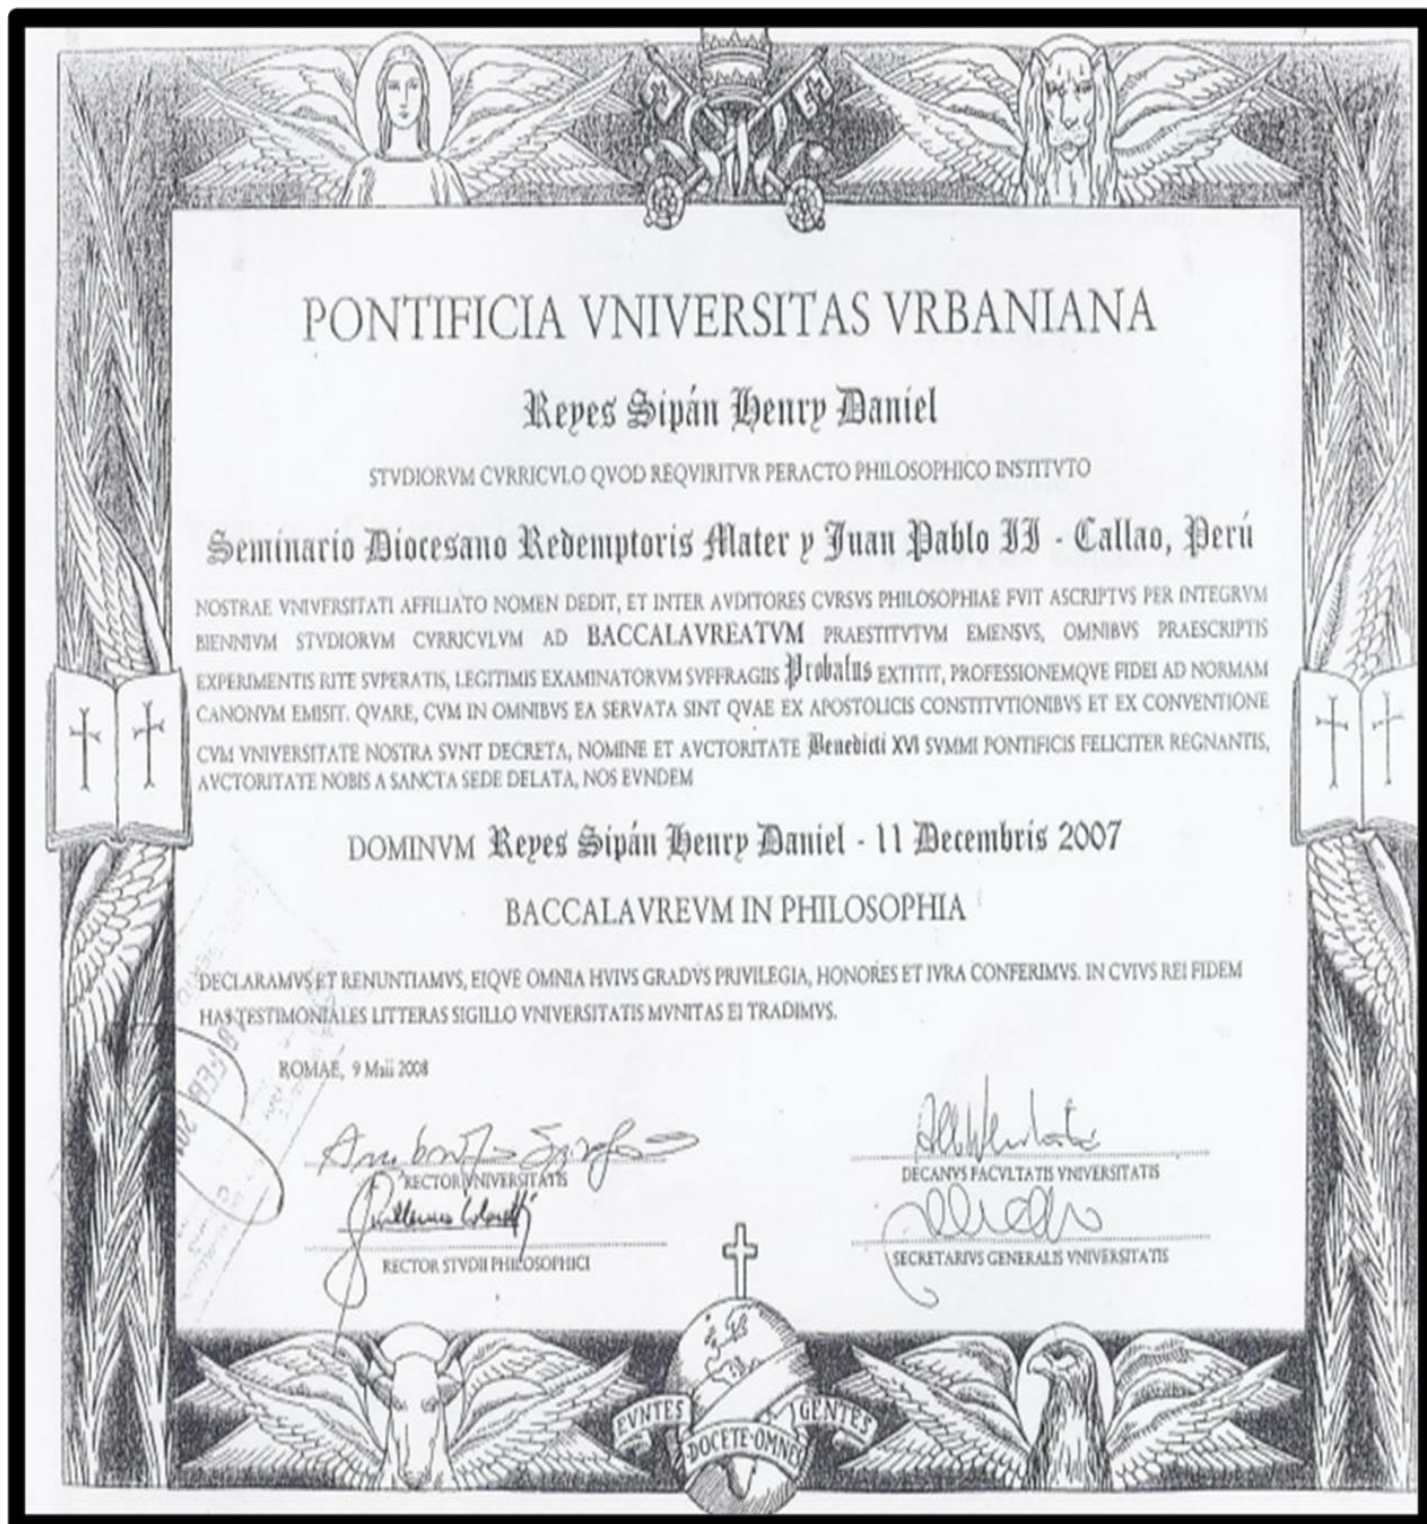 PONTIFICIA VNIVERSITAS VRBANIANA
Reyes Sipán Henry Daniel
STVDIORVM CVRRICVLO QVOD REQVIRITVR PERACTO PHILOSOPHICO INSTITVTO
Seminario Diocesano Redemptoris Mater y Juan Pablo II - Callao, Perú
NOSTRAE VNIVERSITATI AFFILIATO NOMEN DEDIT, ET INTER AVDITORES CVRSVS PHILOSOPHIAE FVIT ASCRIPTVS PER INTEGRVM
BIENNIVM STVDIORVM CVRRICVLVM AD BACCALAVREATVM PRAESTITVTVM EMENSVS, OMNIBVS PRAESCRIPTIS
EXPERIMENTIS RITE SVPERATIS, LEGITIMIS EXAMINATORVM SVFFRAGIIS Probatus EXTITIT, PROFESSIONEMQVE FIDEI AD NORMAM
CANONVM EMISIT. QVARE, CVM IN OMNIBVS EA SERVATA SINT QVAE EX APOSTOLICIS CONSTITVTIONIBVS ET EX CONVENTIONE
CVM VNIVERSITATE NOSTRA SVNT DECRETA, NOMINE ET AVCTORITATE Benedicti XVI SVMMI PONTIFICIS FELICITER REGNANTIS,
AVCTORITATE NOBIS A SANCTA SEDE DELATA, NOS EVNDEM
DOMINVM Reyes Sipán Henry Daniel - 11 Decembris 2007
BACCALAVREVM IN PHILOSOPHIA
DECLARAMVS ET RENUNTIAMVS, EIQVE OMNIA HVIVS GRADVS PRIVILEGIA, HONORES ET IVRA CONFERIMVS. IN CVIVS REI FIDEM
HAS TESTIMONIALES LITTERAS SIGILLO VNIVERSITATIS MVNITAS EI TRADIMVS.
ROMAE, 9 Maii 2008
RECTOR VNIVERSITATIS
DECANVS FACVLTATIS VNIVERSITATIS
RECTOR STVDII PHILOSOPHICI
SECRETARIVS GENERALIS VNIVERSITATIS
EVNTES
DOCETE·OMNES
GENTES